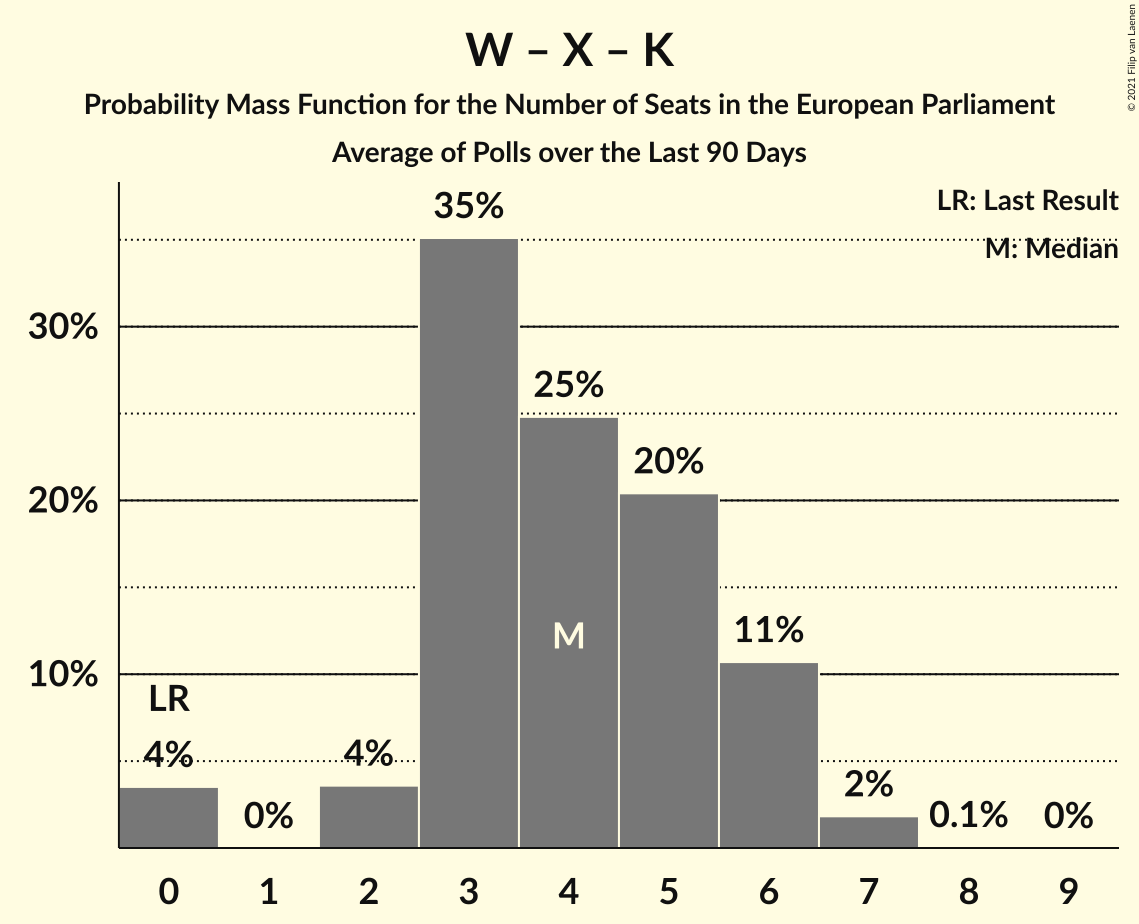 W – X – K
Probability Mass Function for the Number of Seats in the European Parliament
Average of Polls over the Last 90 Days
© 2021 Filip van Laenen
LR: Last Result
M: Median
35%
30%
25%
20%
20%
M
11%
10%
LR
4%
0%
4%
2%
0.1%
0%
0 1 2 3 4 5 6 7 8 9